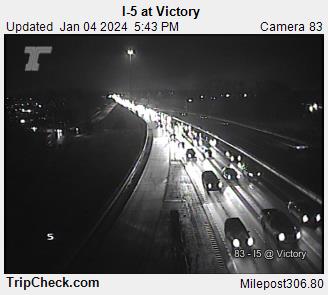 I-5 at Victory
Updated Jan 04 2024 5:43 PM Camera 83
T
S
83 - I5 @ Victory
TripCheck.com Milepost306.80